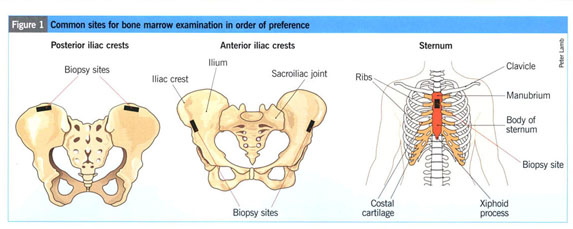 Figure 1 Common sites for bone marrow examination in order of preference
Posterior iliac crests
Biopsy sites
Anterior iliac crests
Ilium
Iliac crest
Sacroiliac joint
Biopsy sites
Sternum
Ribs
Clavicle
Manubrium
Body of
sternum
Biopsy site
Costal
cartilage
Xiphoid
process
Peter Lamb